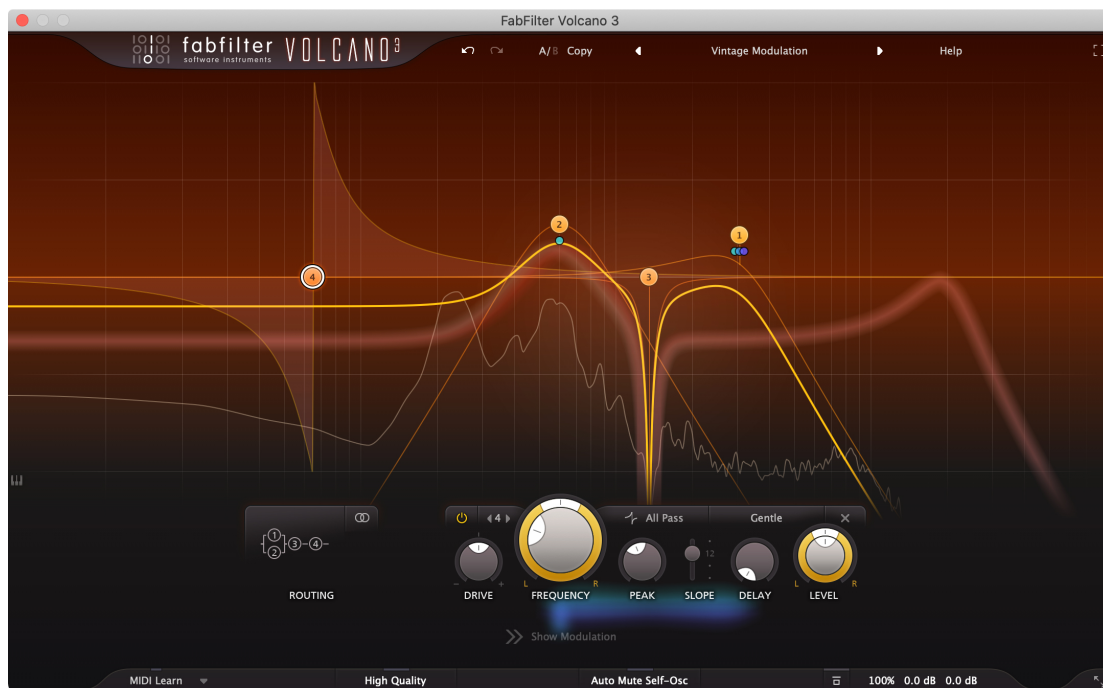 FabFilter Volcano 3
fabfilter VOLCANO 3
software instruments
A/B Copy Vintage Modulation Help
2
1
4
3
4 All Pass Gentle
1
2 3 4
12
L R L R
ROUTING DRIVE FREQUENCY PEAK SLOPE DELAY LEVEL
Show Modulation
MIDI Learn High Quality Auto Mute Self-Osc 100% 0.0 dB 0.0 dB